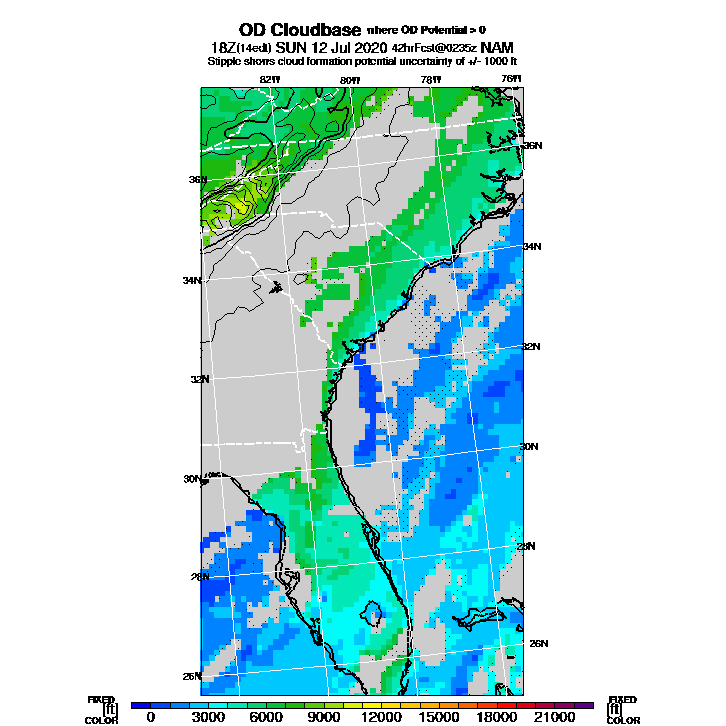 OD Cloudbase where OD Potential > 0
18Z(14edt) SUN 12 Jul 2020 42hrFcst@0235z NAM
Stipple shows cloud formation potential uncertainty of +/- 1000 ft
82W 80W 78W 76W
36N 36N
34N 34N
32N 32N
30N 30N
28N 28N
26N 26N
FIXED FIXED
[ft] 0 3000 6000 9000 12000 15000 18000 21000 [ft]
COLOR COLOR